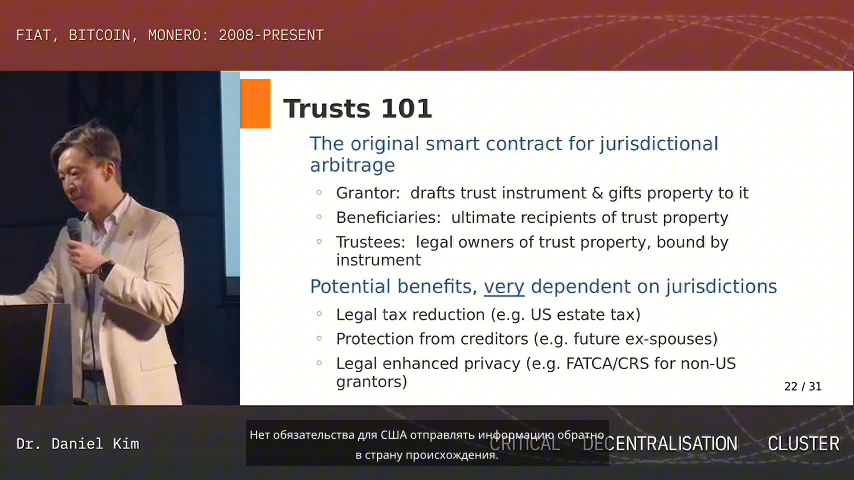 FIAT, BITCOIN, MONERO: 2008-PRESENT
Trusts 101
The original smart contract for jurisdictional
arbitrage
Grantor: drafts trust instrument & gifts property to it
Beneficiaries: ultimate recipients of trust property
Trustees: legal owners of trust property, bound by
instrument
Potential benefits, very dependent on jurisdictions
Legal tax reduction (e.g. US estate tax)
Protection from creditors (e.g. future ex-spouses)
Legal enhanced privacy (e.g. FATCA/CRS for non-US
grantors)
22 / 31
Dr. Daniel Kim
Нет обязательства для США отправлять информацию обратно
в страну происхождения.
CRITICAL DECENTRALISATION CLUSTER